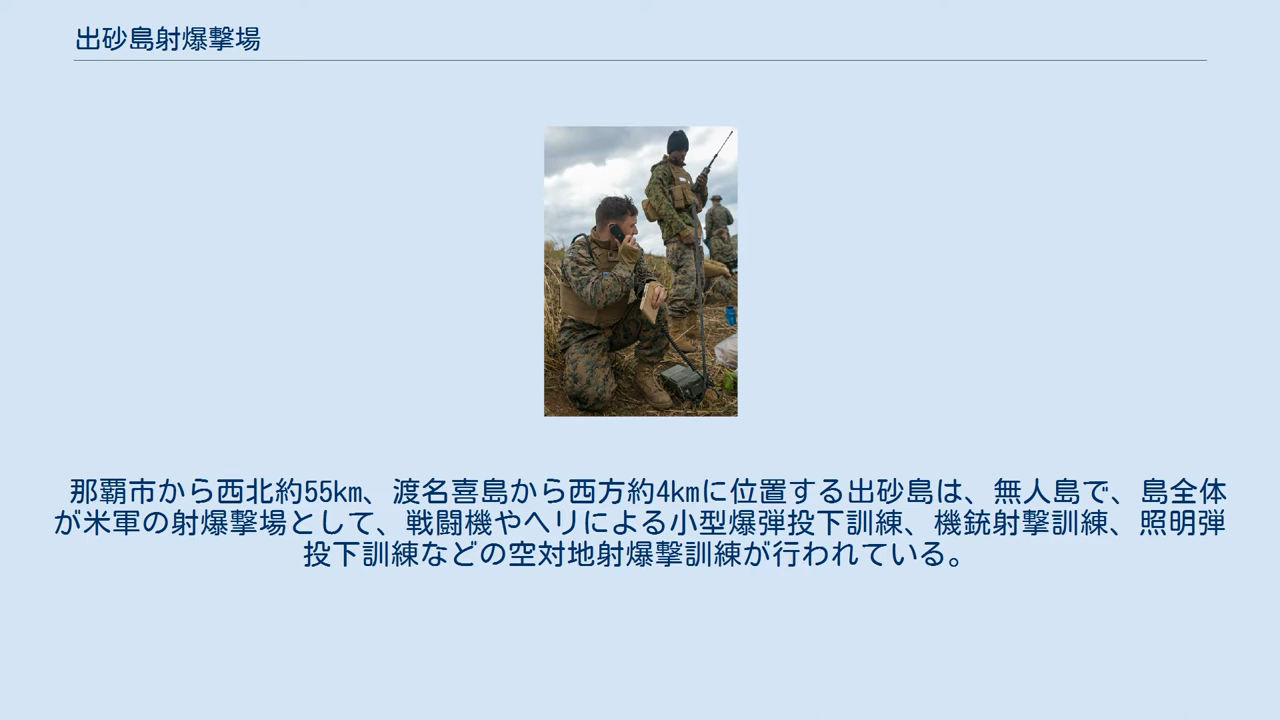 出砂島射爆撃場
那覇市から西北約55km、渡名喜島から西方約4kmに位置する出砂島は、無人島で、島全体
が米軍の射爆撃場として、戦闘機やヘリによる小型爆弾投下訓練、機銃射撃訓練、照明弾
投下訓練などの空対地射爆撃訓練が行われている。